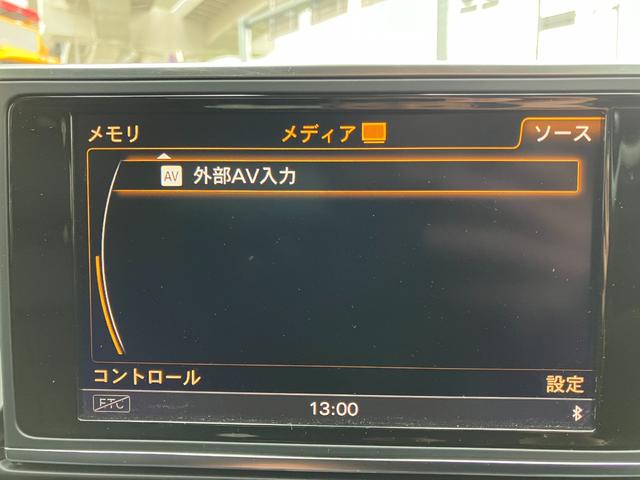 メモリ
メディア
ソース
AV 外部AV入力
コントロール
設定
ETC
13:00